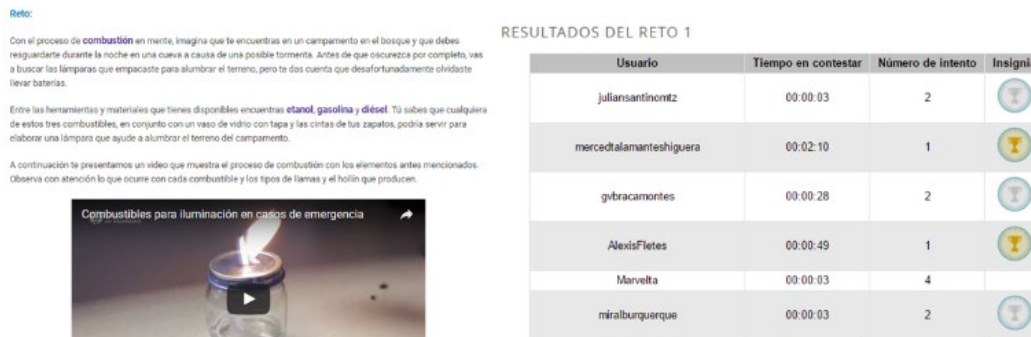 Reto:
Con el proceso de combustión en mente, imagina que te encuentras en un campamento en el bosque y que debes
resguardarte durante la noche en una cueva a causa de una posible tormenta. Antes de que oscurezca por completo, vas
a buscar las lámparas que empacaste para alumbrar el terreno, pero te das cuenta que desafortunadamente olvidaste
llevar baterías.
Entre las herramientas y materiales que tienes disponibles encuentras etanol, gasolina y diésel. Tú sabes que cualquiera
de estos tres combustibles, en conjunto con un vaso de vidrio con tapa y las cintas de tus zapatos, podría servir para
elaborar una lámpara que ayude a alumbrar el terreno del campamento.
A continuación te presentamos un video que muestra el proceso de combustión con los elementos antes mencionados.
Observa con atención lo que ocurre con cada combustible y los tipos de llamas y el hollín que producen.
Combustibles para iluminación en casos de emergencia
RESULTADOS DEL RETO 1
Usuario Tiempo en contestar Número de intento Insignia
juliansantinomtz 00:00:03 2
mercedtalamanteshiguera 00:02:10 1
gvbracamontes 00:00:28 2
AlexisFletes 00:00:49 1
Marvelta 00:00:03 4
miralburquerque 00:00:03 2